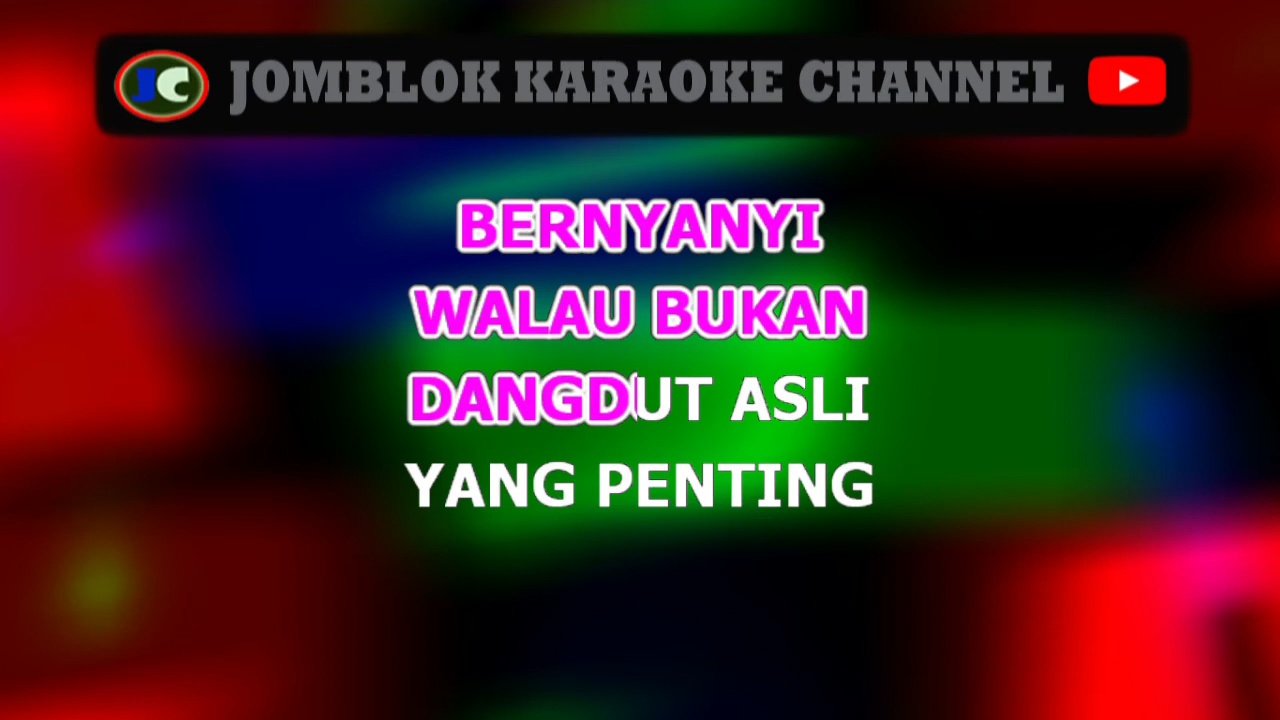 JC JOMBLOK KARAOKE CHANNEL
BERNYANYI
WALAU BUKAN
DANGDUT ASLI
YANG PENTING